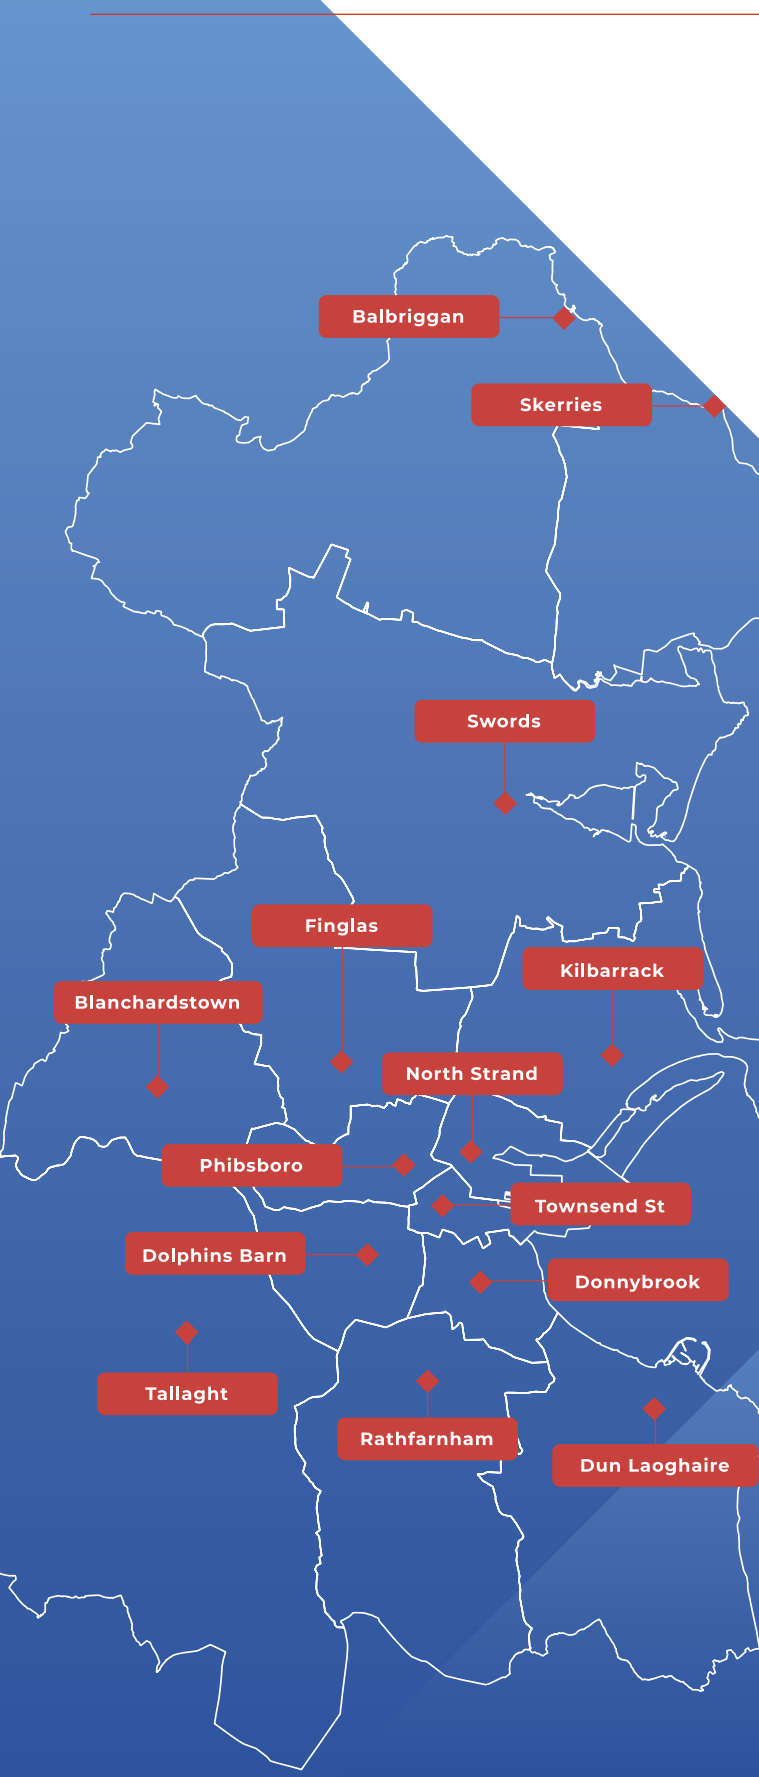 Balbriggan
Skerries
Swords
Finglas
Kilbarrack
Blanchardstown
North Strand
Phibsboro
Townsend St
Dolphins Barn
Donnybrook
Tallaght
Rathfarnham
Dun Laoghaire